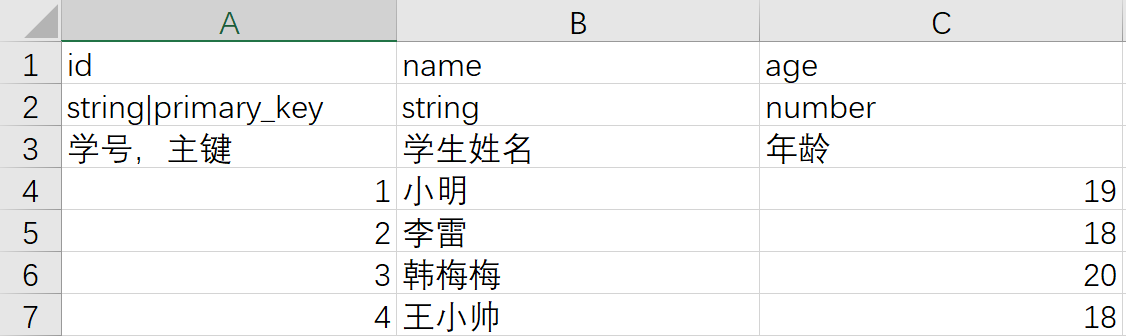 A B C
1 id name age
2 string|primary_key string number
3 学号，主键 学生姓名 年龄
4 1 小明 19
5 2 李雷 18
6 3 韩梅梅 20
7 4 王小帅 18